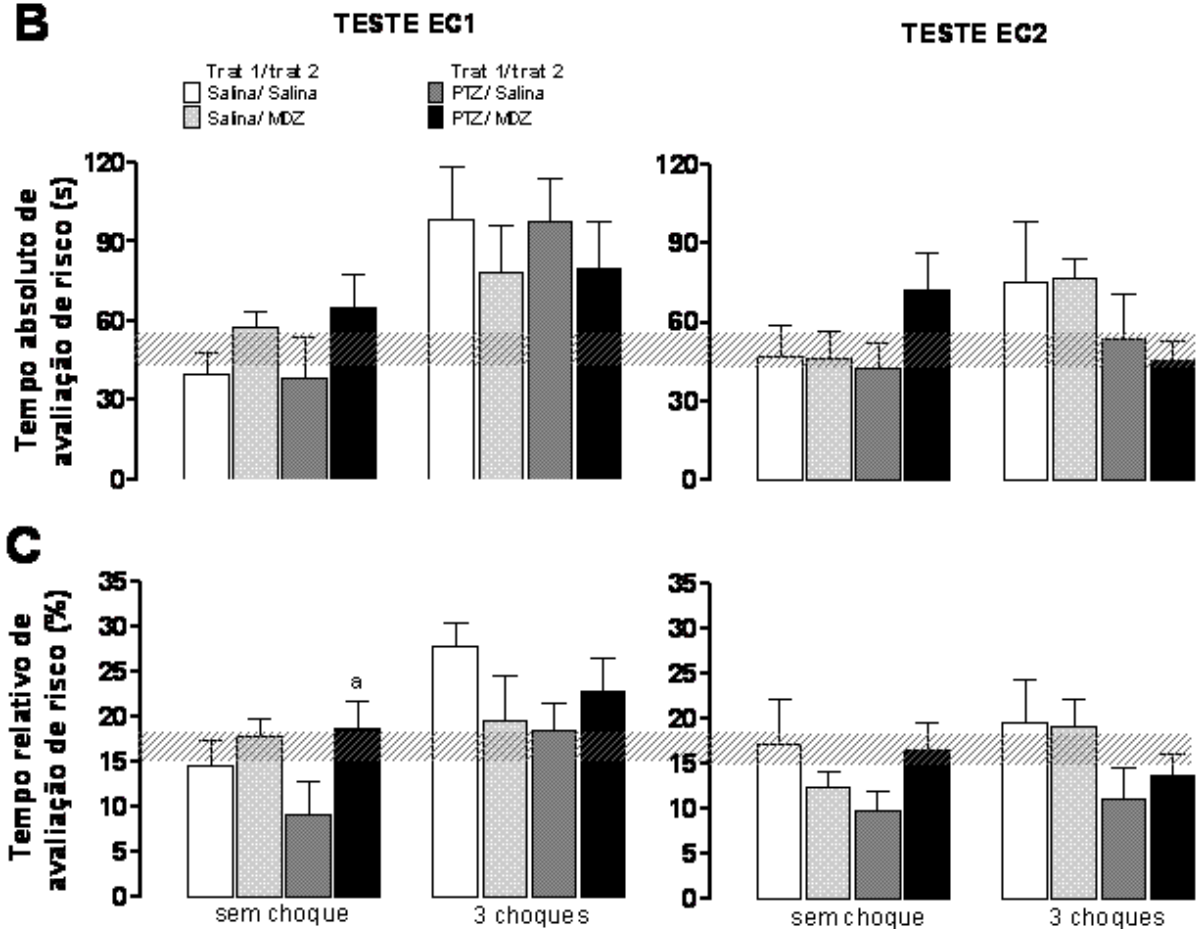 B
TESTE EC1
TESTE EC2
Trat 1/trat 2
Salina/ Salina
Salina/ MDZ
Trat 1/trat 2
PTZ/ Salina
PTZ/ MDZ
Tempo absoluto de
avaliação de risco (s)
120
90
60
30
0
120
90
60
30
0
C
Tempo relativo de
avaliação de risco (%)
35
30
25
20
15
10
5
0
a
35
30
25
20
15
10
5
0
sem choque
3 choques
sem choque
3 choques